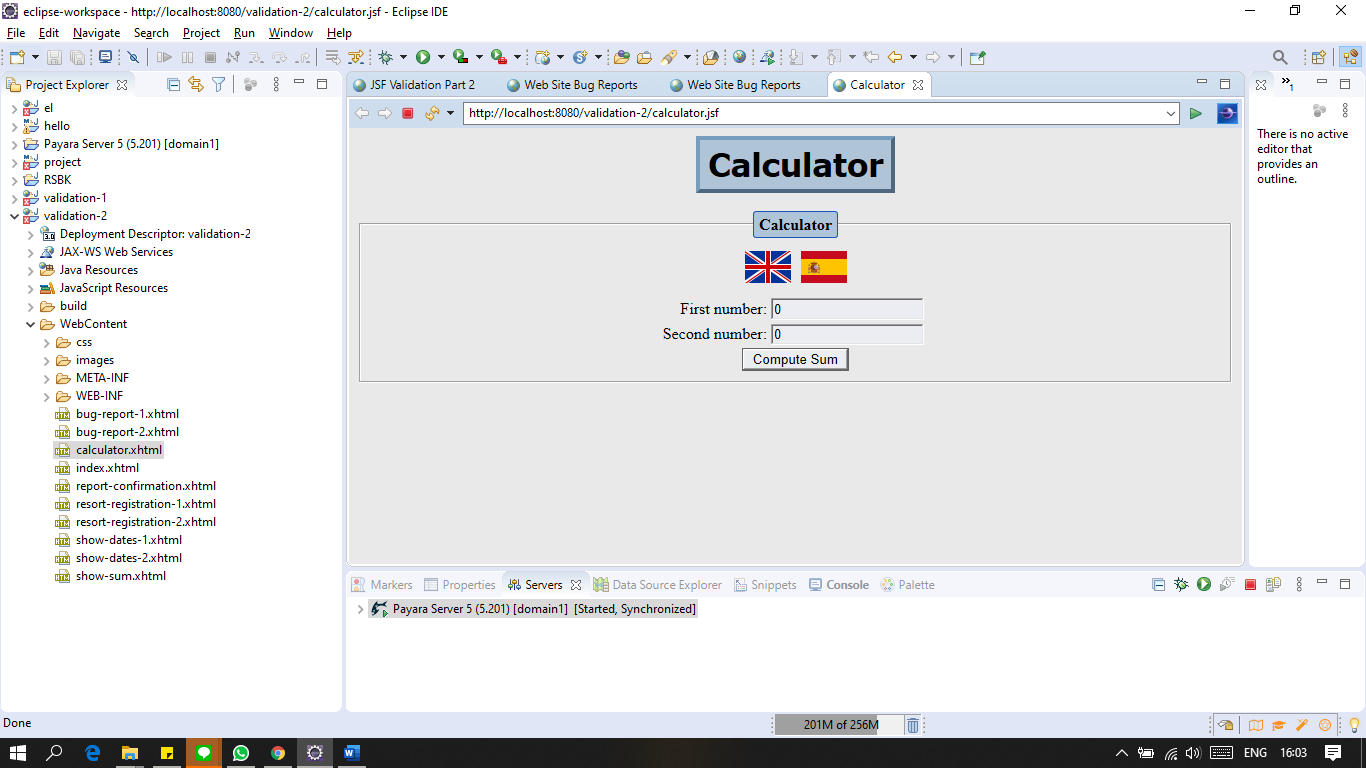 eclipse-workspace - http://localhost:8080/validation-2/calculator.jsf - Eclipse IDE
File Edit Navigate Search Project Run Window Help
Project Explorer
el
hello
Payara Server 5 (5.201) [domain1]
project
RSBK
validation-1
validation-2
Deployment Descriptor: validation-2
JAX-WS Web Services
Java Resources
JavaScript Resources
build
WebContent
css
images
META-INF
WEB-INF
bug-report-1.xhtml
bug-report-2.xhtml
calculator.xhtml
index.xhtml
report-confirmation.xhtml
resort-registration-1.xhtml
resort-registration-2.xhtml
show-dates-1.xhtml
show-dates-2.xhtml
show-sum.xhtml
JSF Validation Part 2 Web Site Bug Reports Web Site Bug Reports Calculator
http://localhost:8080/validation-2/calculator.jsf
Calculator
Calculator
First number: 0
Second number: 0
Compute Sum
1
There is no active
editor that
provides an
outline.
Markers Properties Servers Data Source Explorer Snippets Console Palette
Payara Server 5 (5.201) [domain1] [Started, Synchronized]
Done
201M of 256M
ENG 16:03